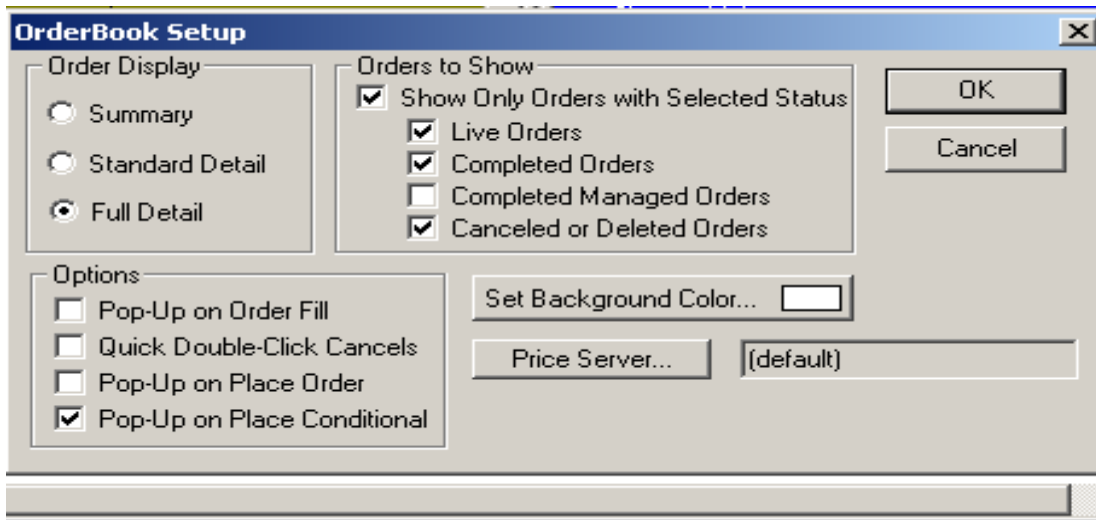 OrderBook Setup
Order Display
Summary
Standard Detail
Full Detail
Orders to Show
Show Only Orders with Selected Status
Live Orders
Completed Orders
Completed Managed Orders
Canceled or Deleted Orders
OK
Cancel
Options
Pop-Up on Order Fill
Quick Double-Click Cancels
Pop-Up on Place Order
Pop-Up on Place Conditional
Set Background Color...
Price Server...
(default)